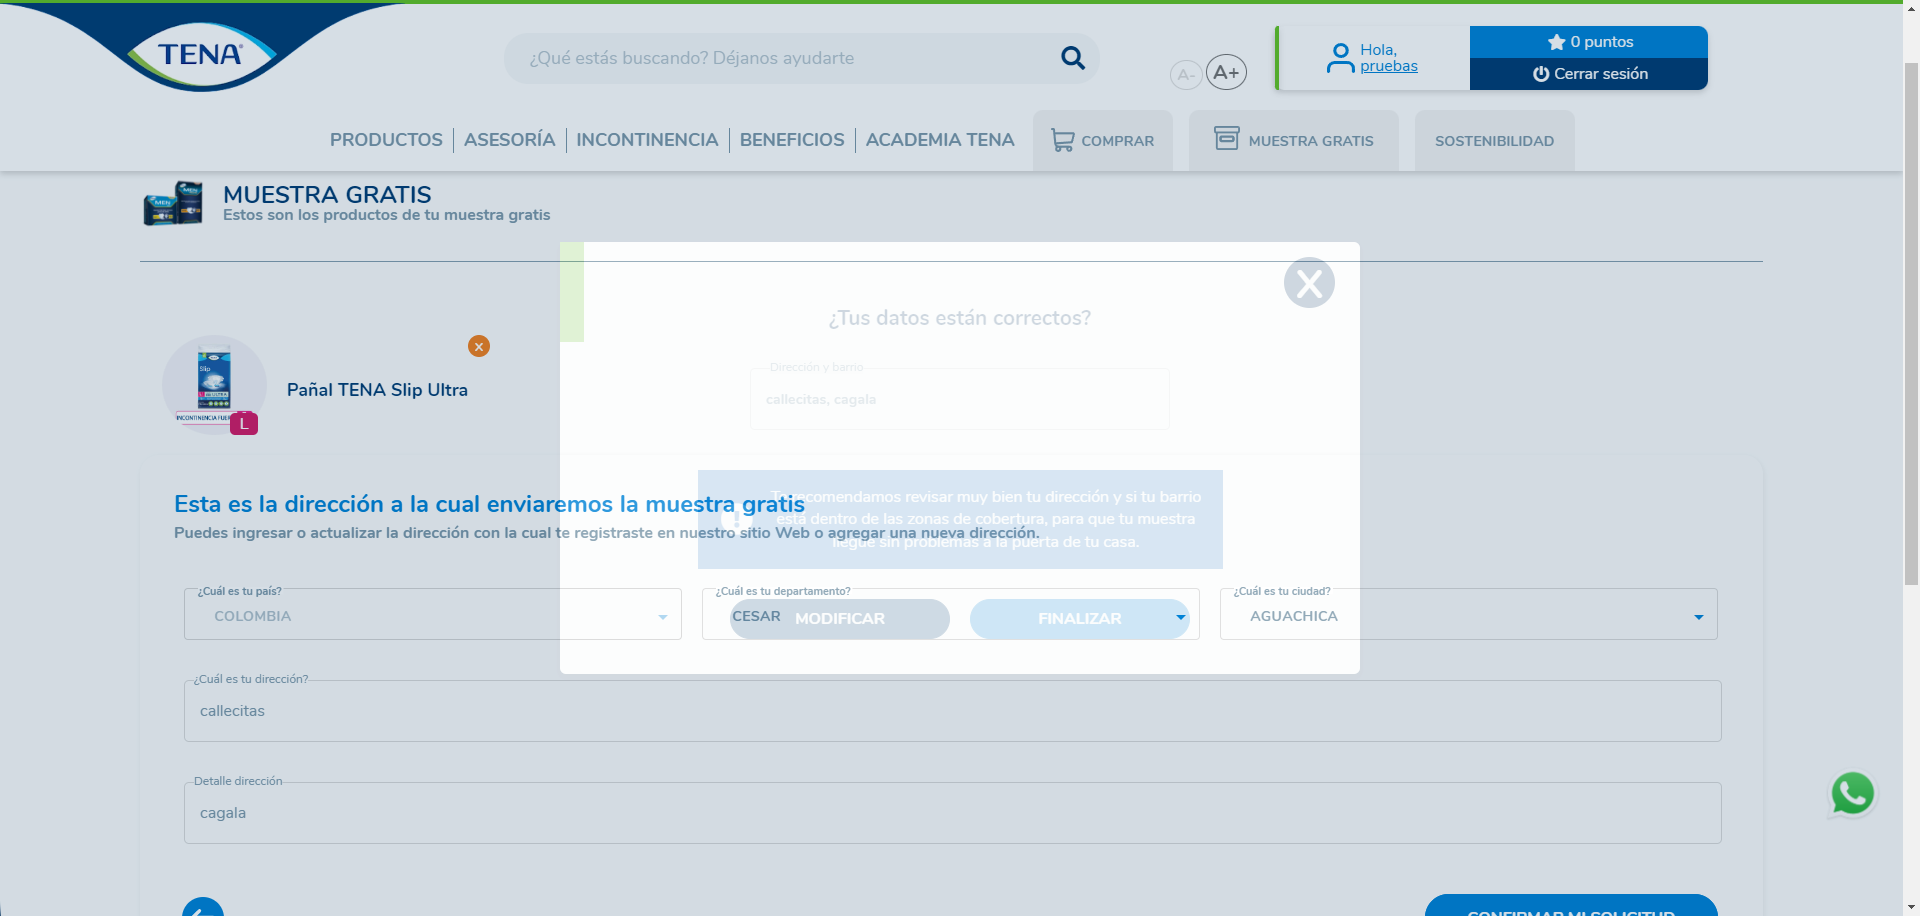 TENA
¿Qué estás buscando? Déjanos ayudarte
A-
A+
Hola,
pruebas
0 puntos
Cerrar sesión
PRODUCTOS
ASESORÍA
INCONTINENCIA
BENEFICIOS
ACADEMIA TENA
COMPRAR
MUESTRA GRATIS
SOSTENIBILIDAD
MUESTRA GRATIS
Estos son los productos de tu muestra gratis
X
¿Tus datos están correctos?
Dirección y barrio
callecitas, cagala
x
Slip
Pañal TENA Slip Ultra
L
Te recomendamos revisar muy bien tu dirección y si tu barrio
está dentro de las zonas de cobertura, para que tu muestra
llegue sin problemas a la puerta de tu casa.
Esta es la dirección a la cual enviaremos la muestra gratis
Puedes ingresar o actualizar la dirección con la cual te registraste en nuestro sitio Web o agregar una nueva dirección.
¿Cuál es tu país?
COLOMBIA
¿Cuál es tu departamento?
CESAR
MODIFICAR
FINALIZAR
¿Cuál es tu ciudad?
AGUACHICA
¿Cuál es tu dirección?
callecitas
Detalle dirección
cagala
CONFIRMAR MI SOLICITUD